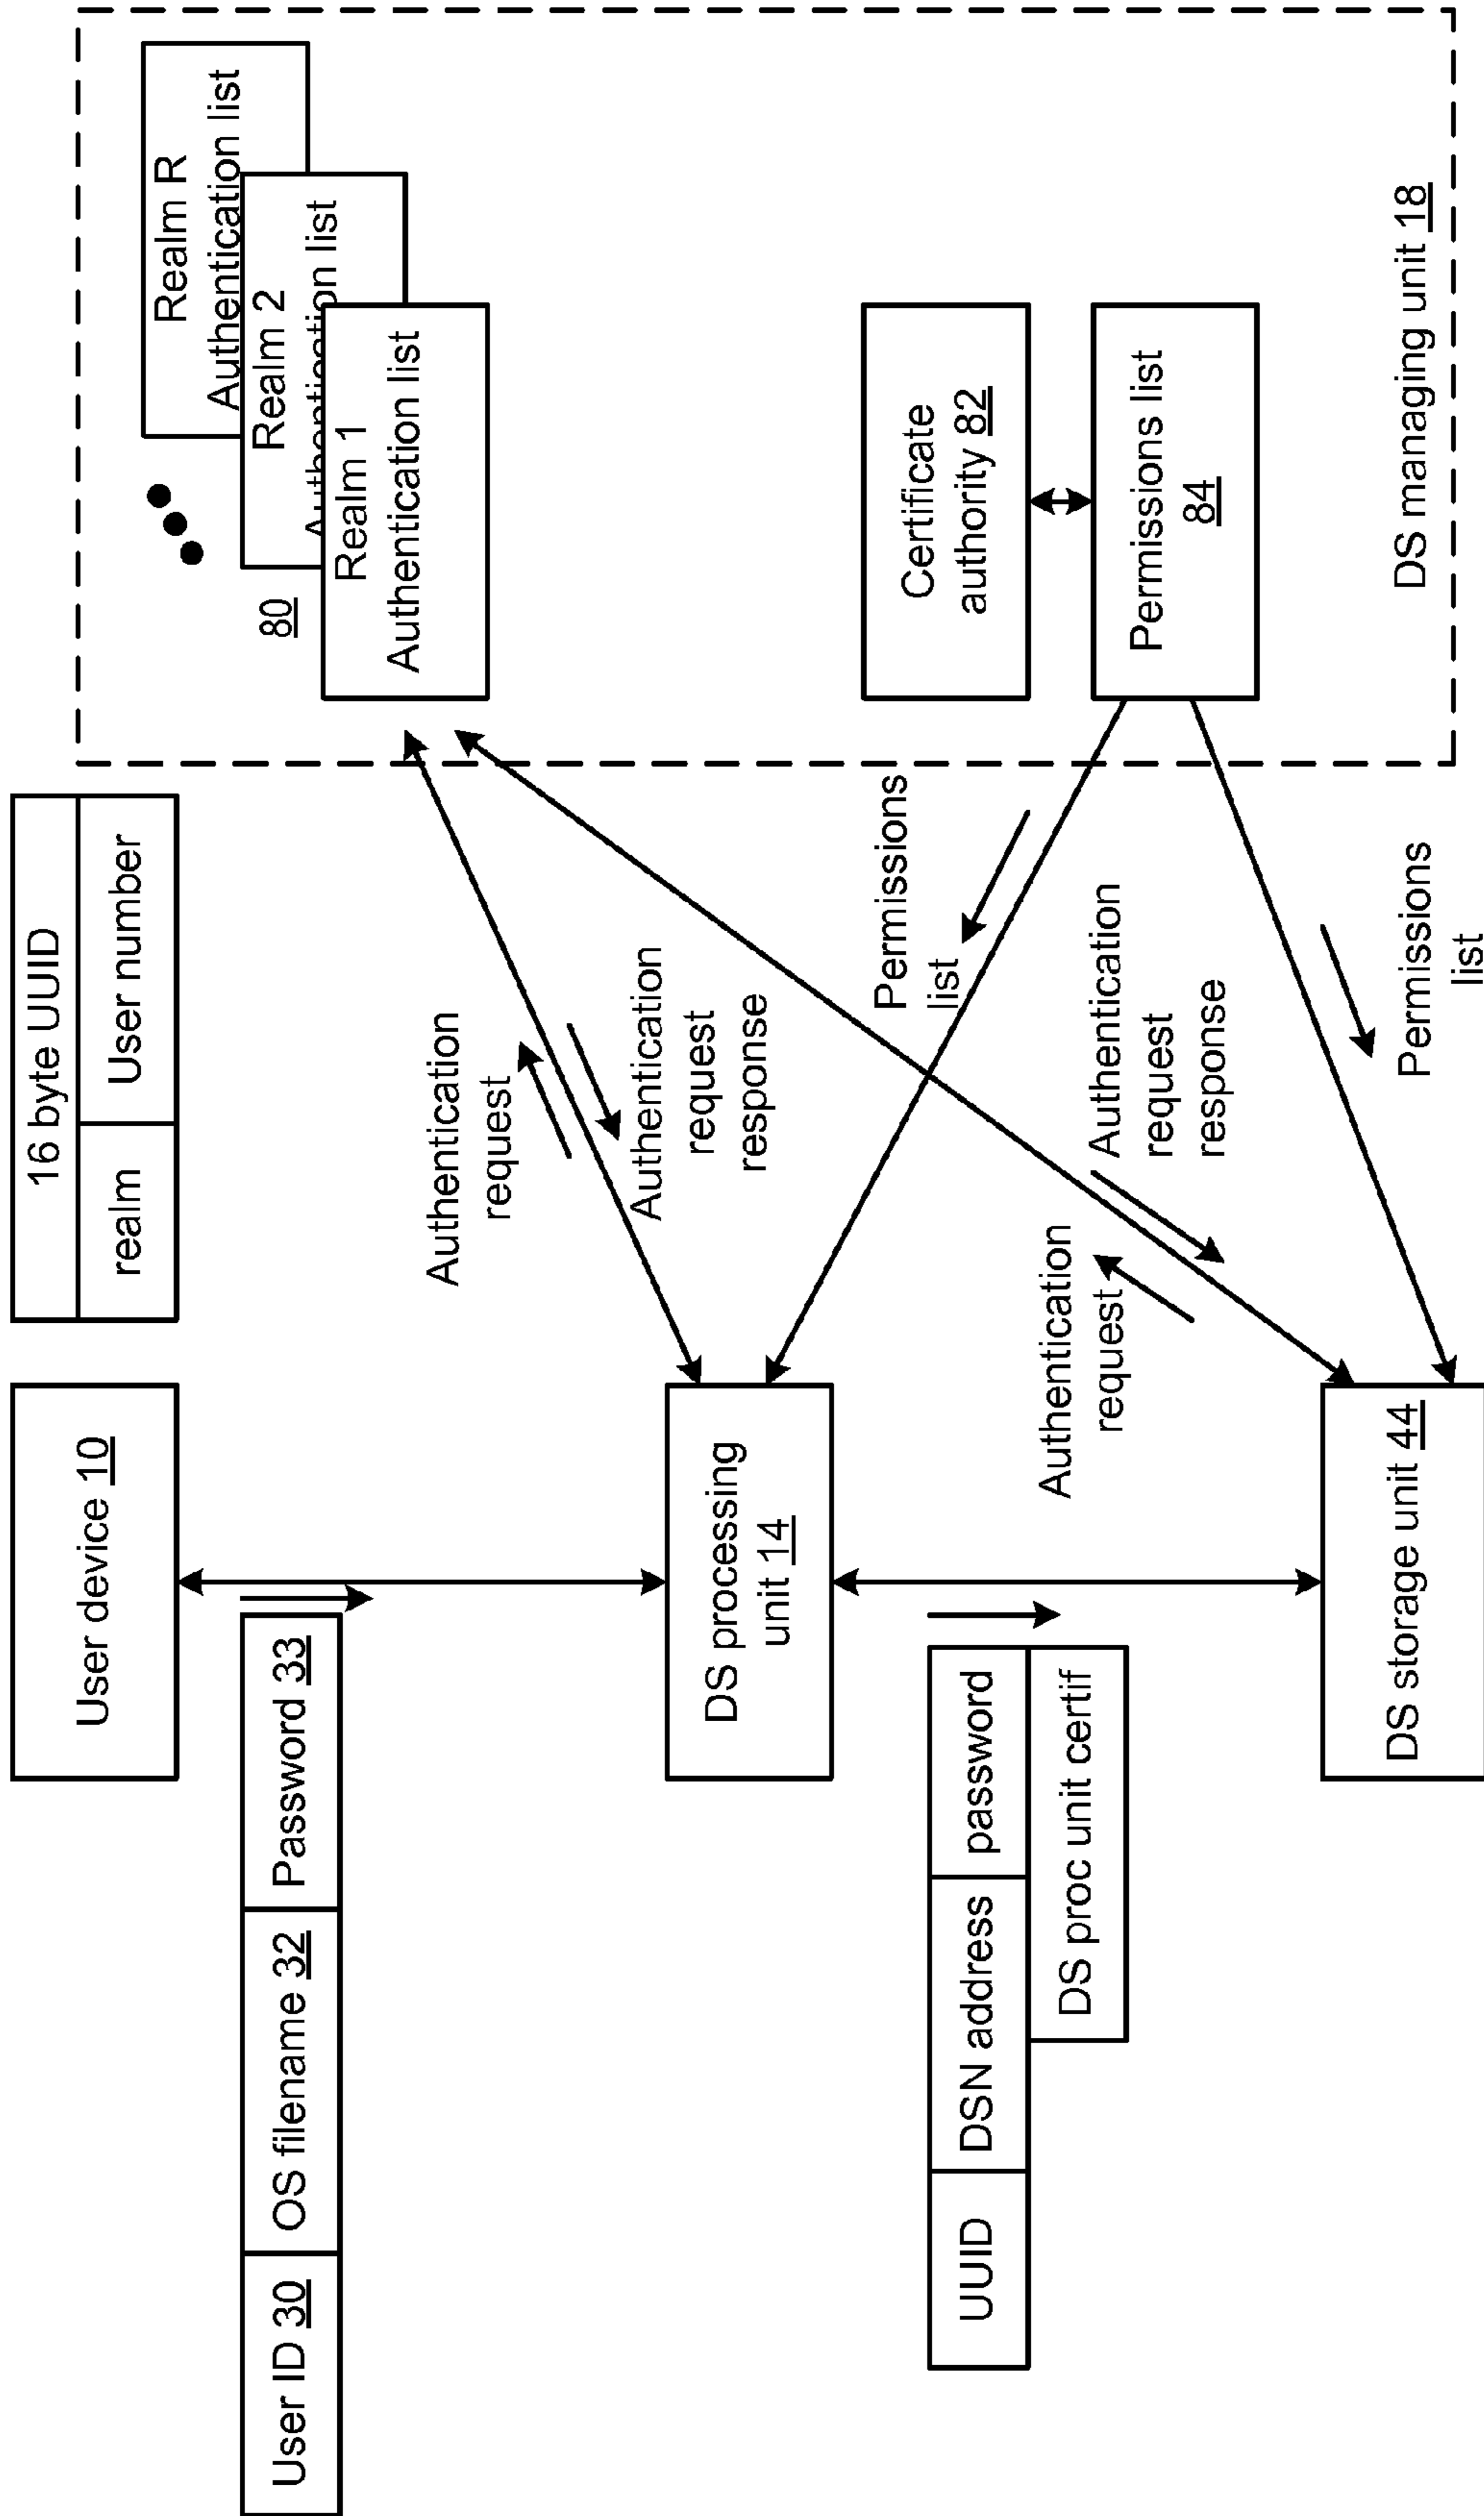 User device 10
16 byte UUID
realm
User number
User ID 30
OS filename 32
Password 33
Realm R
Authentication list
Realm 2
Authentication list
80
Realm 1
Authentication list
Authentication
request
Authentication
request
response
DS processing
unit 14
Permissions
list
Certificate
authority 82
UUID
DSN address
password
DS proc unit certif
Authentication
request
Authentication
request
response
Permissions list
84
DS storage unit 44
Permissions
list
DS managing unit 18